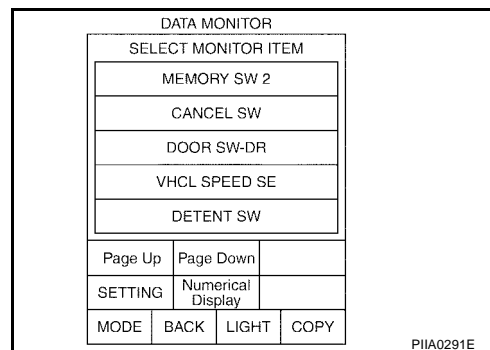 DATA MONITOR
SELECT MONITOR ITEM
MEMORY SW 2
CANCEL SW
DOOR SW-DR
VHCL SPEED SE
DETENT SW
Page Up Page Down
SETTING Numerical Display
MODE BACK LIGHT COPY
PIIA0291E